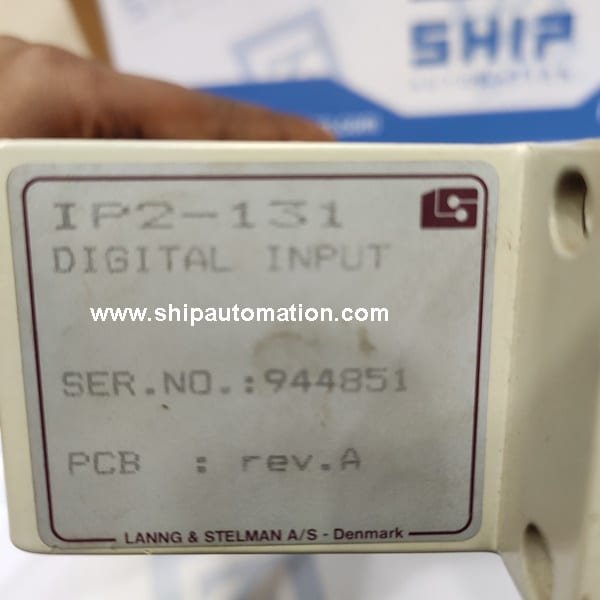 SHIP
IP2-131
DIGITAL INPUT
www.shipautomation.com
SER.NO.:944851
PCB : rev.A
LANNG & STELMAN A/S - Denmark